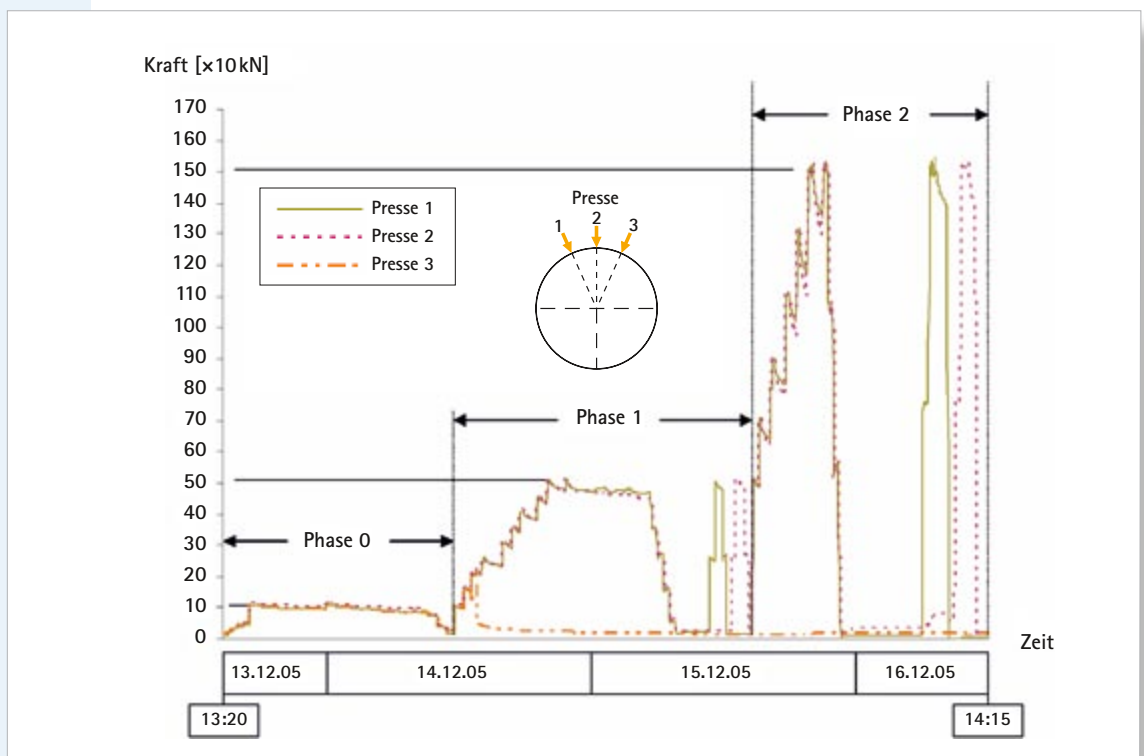 Kraft [×10 kN]
170
160
150
140
130
120
110
100
90
80
70
60
50
40
30
20
10
0
Phase 2
Presse 1
Presse 2
Presse 3
Presse
1 2 3
Phase 1
Phase 0
Zeit
13.12.05 14.12.05 15.12.05 16.12.05
13:20 14:15